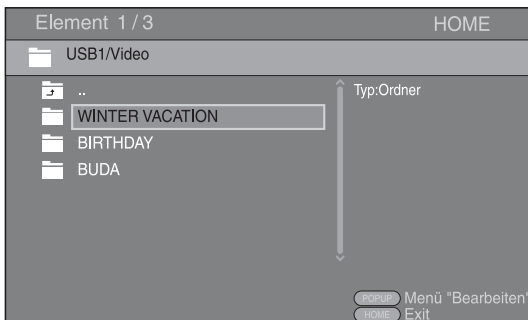 Element 1 / 3 HOME
USB1/Video
..
Typ:Ordner
WINTER VACATION
BIRTHDAY
BUDA
POPUP Menü "Bearbeiten"
HOME Exit